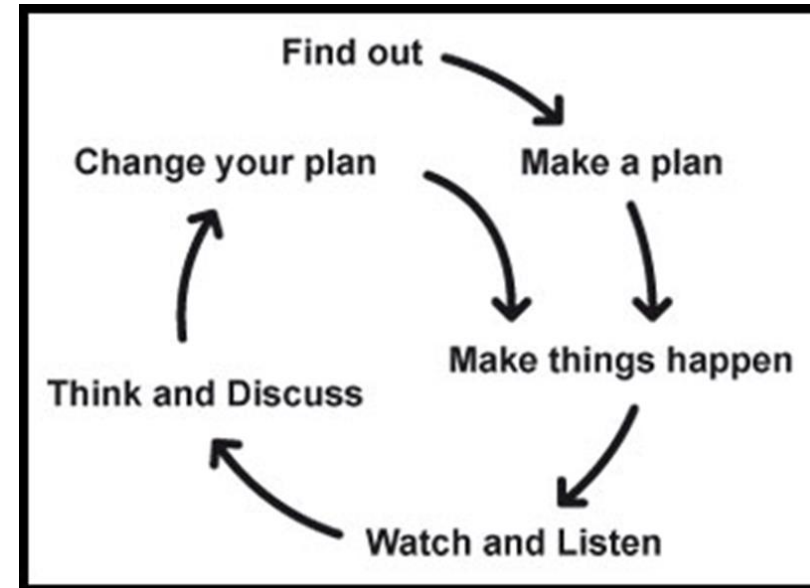 Find out
Change your plan
Make a plan
Make things happen
Think and Discuss
Watch and Listen